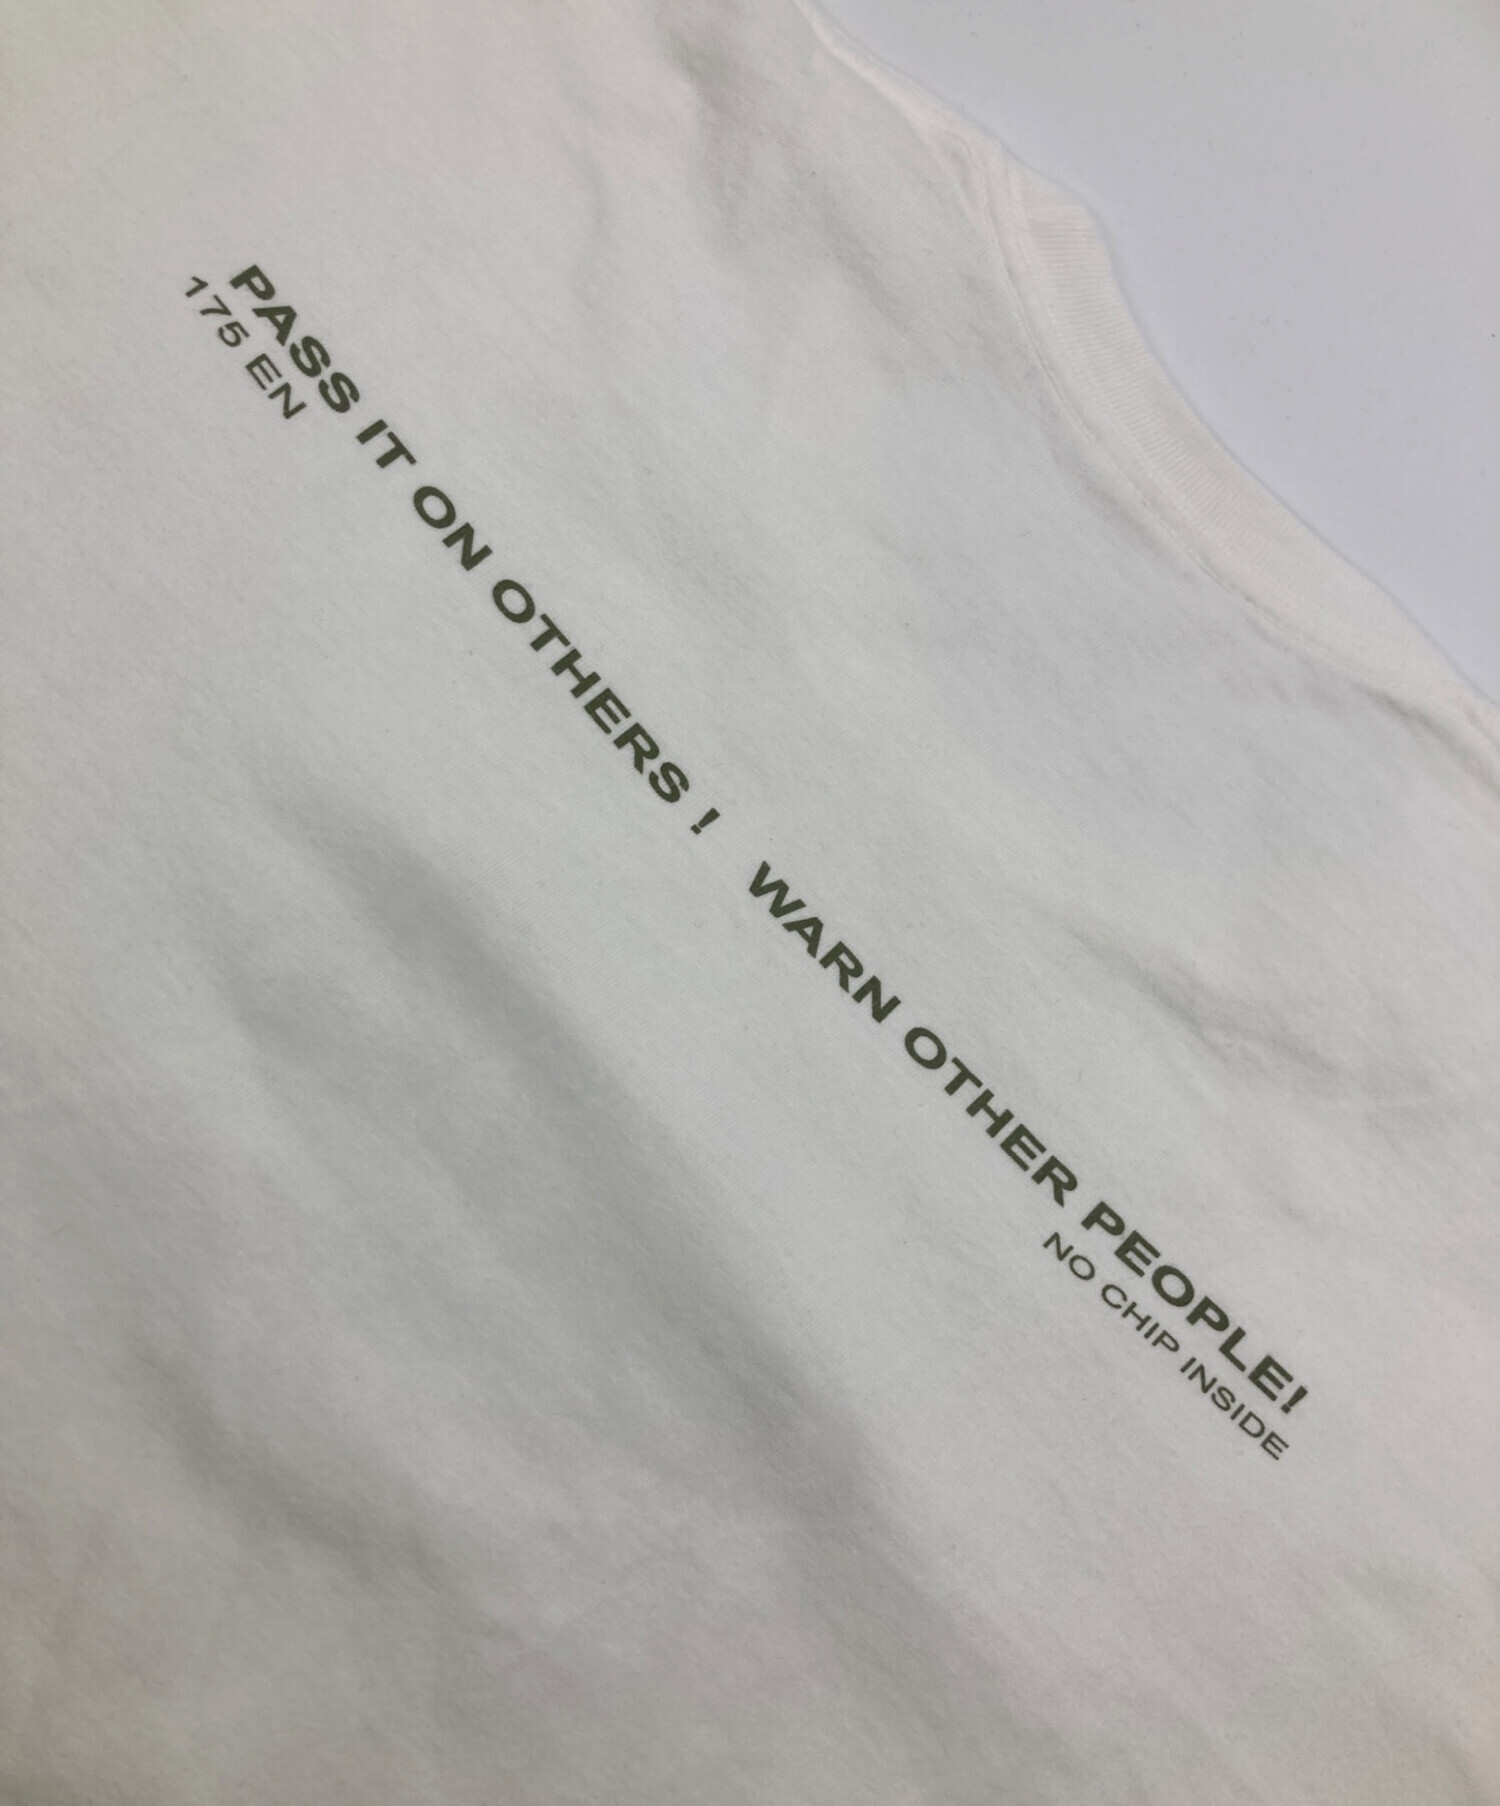 PASS IT ON OTHERS ! WARN OTHER PEOPLE!
175 EN
NO CHIP INSIDE